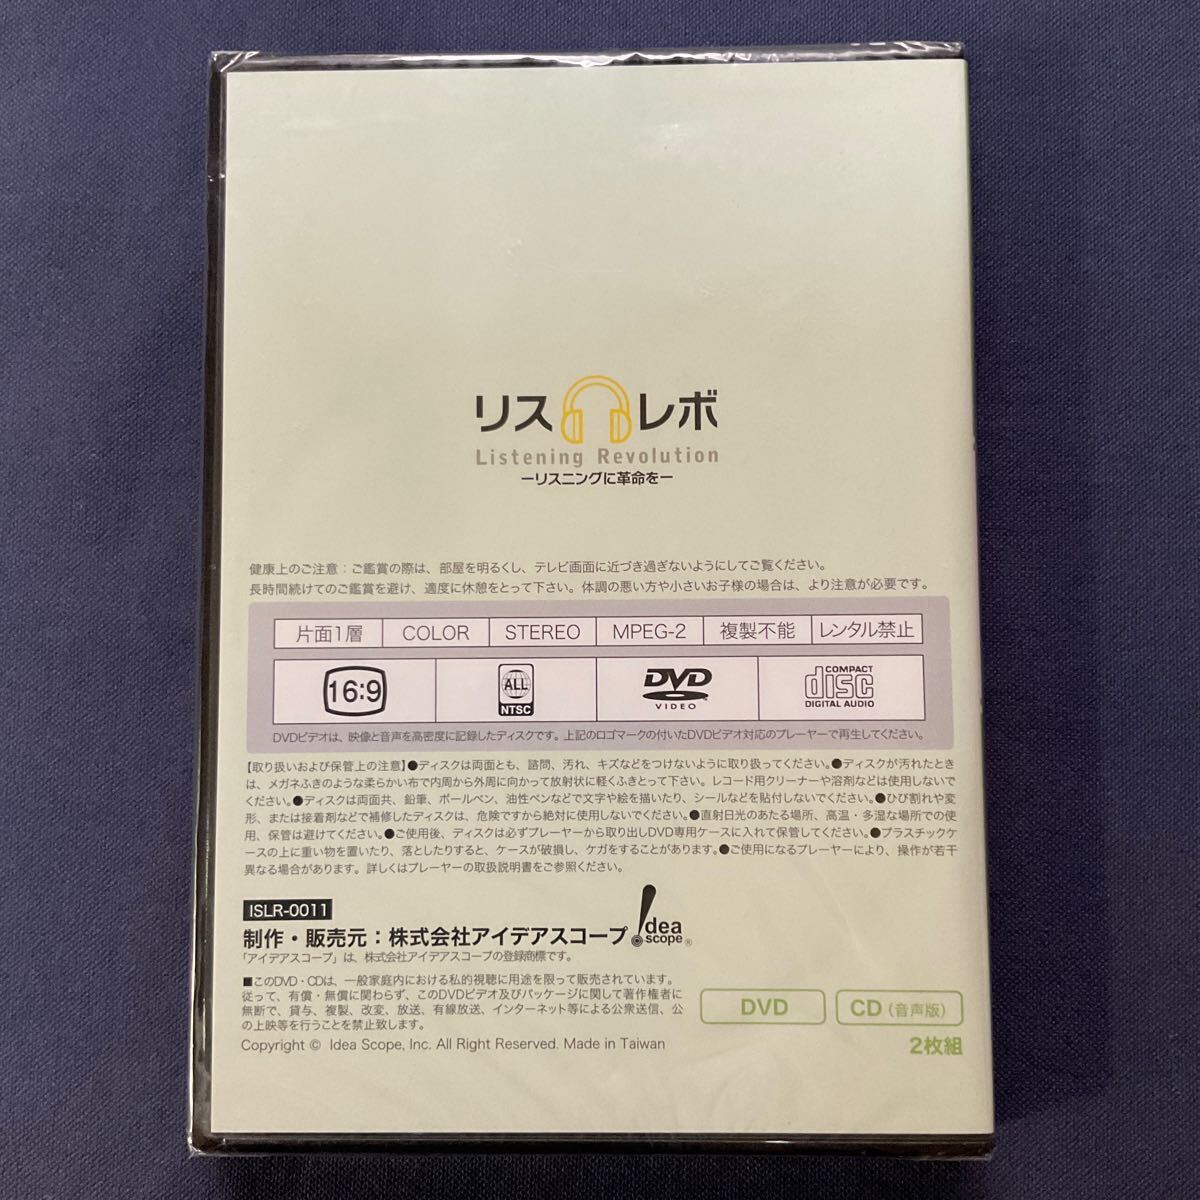 リス レボ
Listening Revolution
ーリスニングに革命をー
健康上のご注意：ご鑑賞の際は、部屋を明るくし、テレビ画面に近づき過ぎないようにしてご覧ください。
長時間続けてのご鑑賞を避け、適度に休憩をとって下さい。体調の悪い方や小さいお子様の場合は、より注意が必要です。
片面1層 COLOR STEREO MPEG-2 複製不能 レンタル禁止
16:9 ALL NTSC DVD VIDEO COMPACT disc DIGITAL AUDIO
DVDビデオは、映像と音声を高密度に記録したディスクです。上記のロゴマークの付いたDVDビデオ対応のプレーヤーで再生してください。
【取り扱いおよび保管上の注意】●ディスクは両面とも、諮問、汚れ、キズなどをつけないように取り扱ってください。●ディスクが汚れたとき
は、メガネふきのような柔らかい布で内周から外周に向かって放射状に軽くふきとって下さい。レコード用クリーナーや溶剤などは使用しないで
ください。●ディスクは両面共、鉛筆、ボールペン、油性ペンなどで文字や絵を描いたり、シールなどを貼付しないでください。●ひび割れや変
形、または接着剤などで補修したディスクは、危険ですから絶対に使用しないでください。●直射日光のあたる場所、高温・多湿な場所での使
用、保管は避けてください。●ご使用後、ディスクは必ずプレーヤーから取り出しDVD専用ケースに入れて保管してください。●プラスチックケ
ースの上に重い物を置いたり、落としたりすると、ケースが破損し、ケガをすることがあります。●ご使用になるプレーヤーにより、操作が若干
異なる場合があります。詳しくはプレーヤーの取扱説明書をご参照ください。
ISLR-0011
制作・販売元：株式会社アイデアスコープ Idea scope®
「アイデアスコープ」は、株式会社アイデアスコープの登録商標です。
■このDVD・CDは、一般家庭内における私的視聴に用途を限って販売されています。
従って、有償・無償に関わらず、このDVDビデオ及びパッケージに関して著作権者に
無断で、貸与、複製、改変、放送、有線放送、インターネット等による公衆送信、公
の上映等を行うことを禁止致します。
DVD CD（音声版）
Copyright © Idea Scope, Inc. All Right Reserved. Made in Taiwan
2枚組